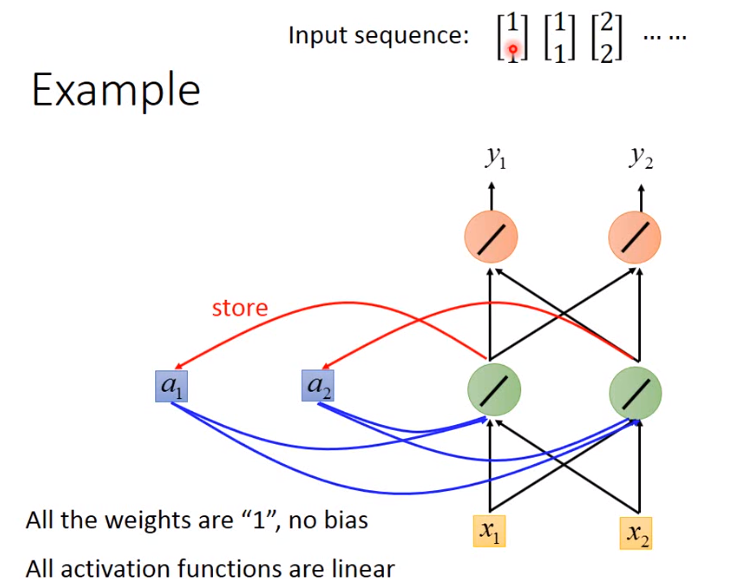 Input sequence: [1 1] [1 1] [2 2] ... ...
Example
y₁ y₂
store
a₁ a₂
All the weights are “1”, no bias
x₁ x₂
All activation functions are linear